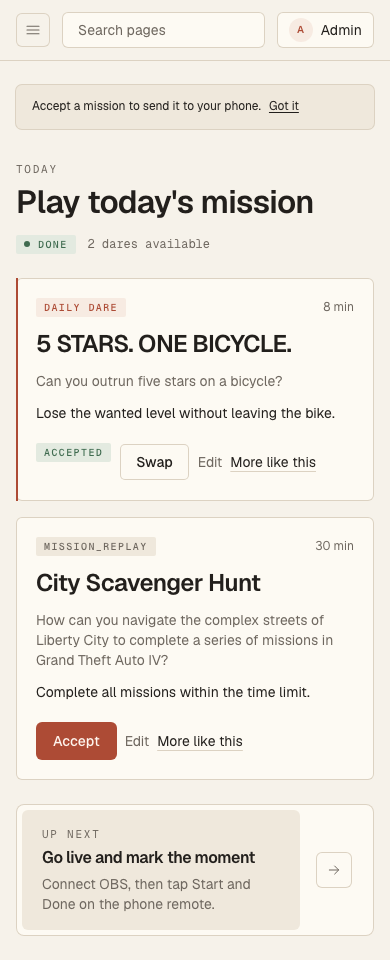 Search pages
A Admin
Accept a mission to send it to your phone. Got it
TODAY
Play today's mission
DONE 2 dares available
DAILY DARE 8 min
5 STARS. ONE BICYCLE.
Can you outrun five stars on a bicycle?
Lose the wanted level without leaving the bike.
ACCEPTED Swap Edit More like this
MISSION_REPLAY 30 min
City Scavenger Hunt
How can you navigate the complex streets of
Liberty City to complete a series of missions in
Grand Theft Auto IV?
Complete all missions within the time limit.
Accept Edit More like this
UP NEXT
Go live and mark the moment
Connect OBS, then tap Start and
Done on the phone remote.